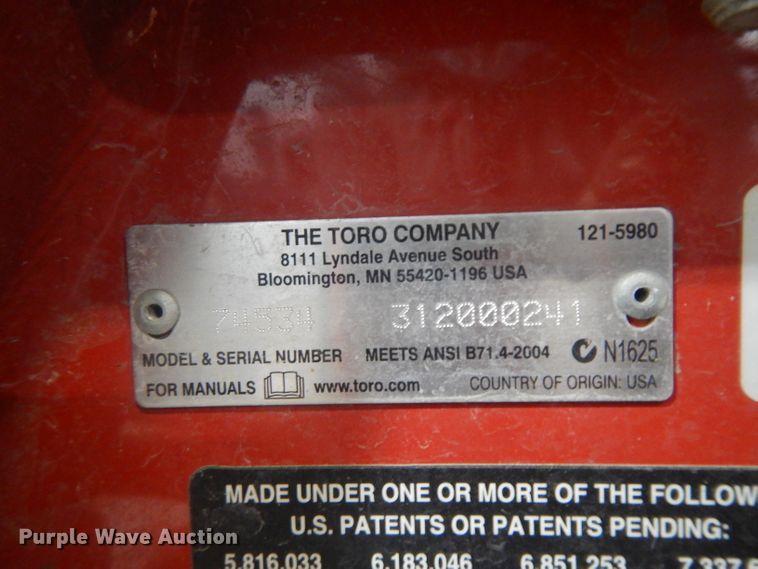 THE TORO COMPANY 121-5980
8111 Lyndale Avenue South
Bloomington, MN 55420-1196 USA
74534 312000241
MODEL & SERIAL NUMBER MEETS ANSI B71.4-2004 N1625
FOR MANUALS www.toro.com COUNTRY OF ORIGIN: USA
MADE UNDER ONE OR MORE OF THE FOLLOW
U.S. PATENTS OR PATENTS PENDING:
5,816,033 6,183,046 6,851,253 7,337,6
Purple Wave Auction